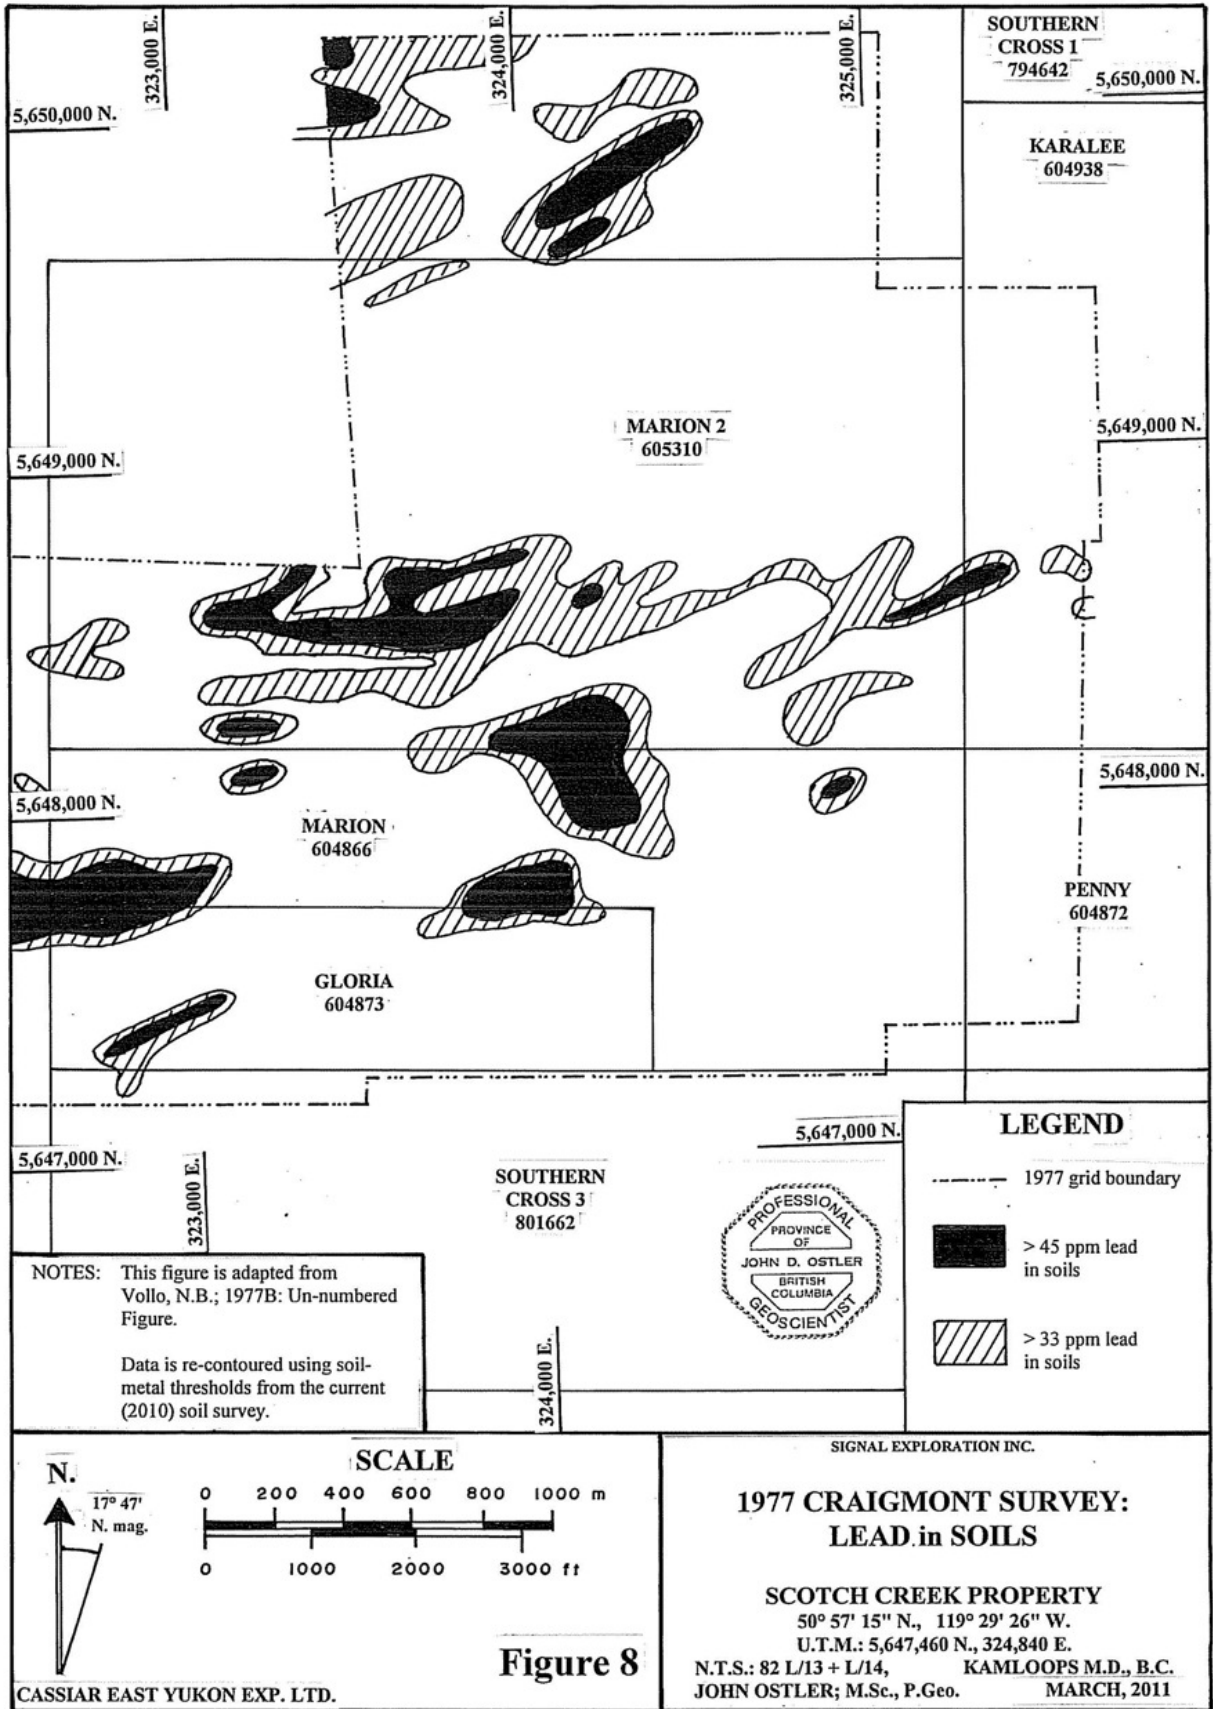 323,000 E.
324,000 E.
325,000 E.
SOUTHERN
CROSS 1
794642
5,650,000 N.
5,650,000 N.
KARALEE
604938
MARION 2
605310
5,649,000 N.
5,649,000 N.
5,648,000 N.
5,648,000 N.
MARION
604866
PENNY
604872
GLORIA
604873
5,647,000 N.
5,647,000 N.
323,000 E.
SOUTHERN
CROSS 3
801662
324,000 E.
PROFESSIONAL
PROVINCE
OF
JOHN D. OSTLER
BRITISH
COLUMBIA
GEOSCIENTIST
LEGEND
1977 grid boundary
> 45 ppm lead
in soils
> 33 ppm lead
in soils
NOTES: This figure is adapted from
Vollo, N.B.; 1977B: Un-numbered
Figure.
Data is re-contoured using soil-
metal thresholds from the current
(2010) soil survey.
N.
17° 47'
N. mag.
SCALE
0 200 400 600 800 1000 m
0 1000 2000 3000 ft
Figure 8
CASSIAR EAST YUKON EXP. LTD.
SIGNAL EXPLORATION INC.
1977 CRAIGMONT SURVEY:
LEAD in SOILS
SCOTCH CREEK PROPERTY
50° 57' 15" N., 119° 29' 26" W.
U.T.M.: 5,647,460 N., 324,840 E.
N.T.S.: 82 L/13 + L/14, KAMLOOPS M.D., B.C.
JOHN OSTLER; M.Sc., P.Geo. MARCH, 2011